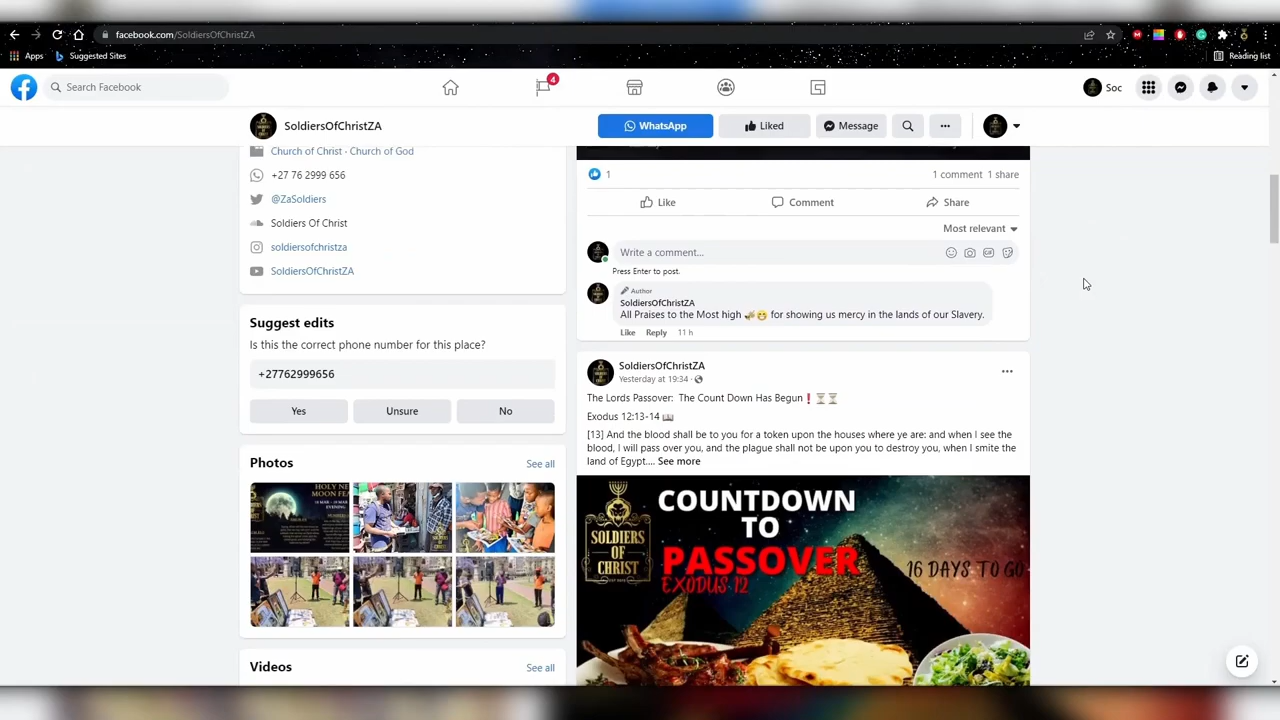 facebook.com/SoldiersOfChristZA
Apps
Suggested Sites
Reading list
Search Facebook
4
Soc
SoldiersOfChristZA
WhatsApp
Liked
Message
Church of Christ · Church of God
+27 76 2999 656
@ZaSoldiers
Soldiers Of Christ
soldiersofchristza
SoldiersOfChristZA
Suggest edits
Is this the correct phone number for this place?
+27762999656
Yes
Unsure
No
Photos
See all
HOLY NE
MOON FEA
Videos
See all
1
1 comment 1 share
Like
Comment
Share
Most relevant
Write a comment...
Press Enter to post.
Author
SoldiersOfChristZA
All Praises to the Most high 🎺😁 for showing us mercy in the lands of our Slavery.
Like Reply 11 h
SoldiersOfChristZA
Yesterday at 19:34 ·
The Lords Passover: The Count Down Has Begun❗⏳⏳
Exodus 12:13-14 📖
[13] And the blood shall be to you for a token upon the houses where ye are: and when I see the
blood, I will pass over you, and the plague shall not be upon you to destroy you, when I smite the
land of Egypt.... See more
SOLDIERS
OF
CHRIST
COUNTDOWN
TO
PASSOVER
EXODUS 12
16 DAYS TO GO